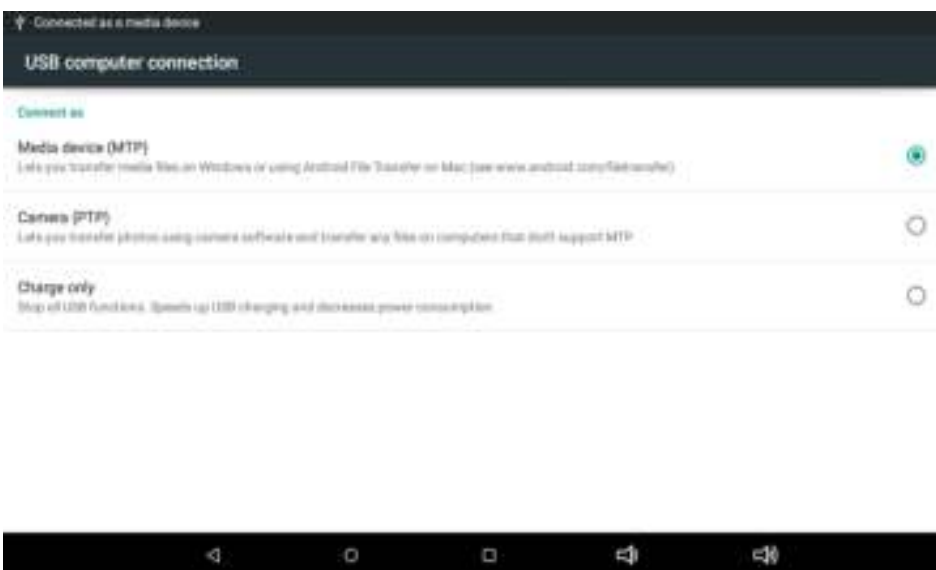 Connected as a media device
USB computer connection
Connect as
Media device (MTP)
Lets you transfer media files on Windows or using Android File Transfer on Mac (see www.android.com/filetransfer)
Camera (PTP)
Lets you transfer photos using camera software and transfer any files on computers that don't support MTP
Charge only
Stop all USB functions. Speeds up USB charging and decreases power consumption